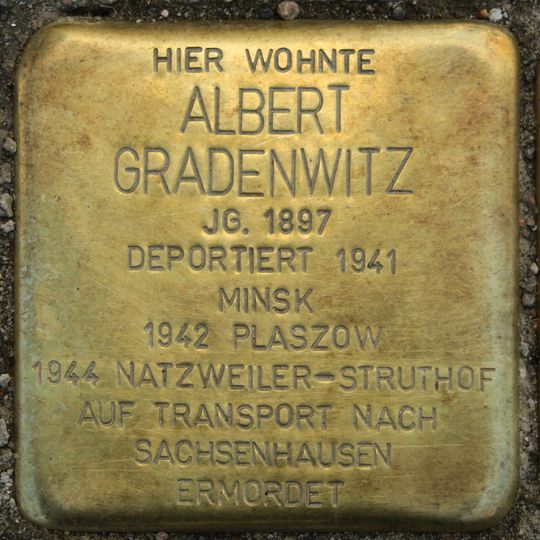 HIER WOHNTE
ALBERT
GRADENWITZ
JG. 1897
DEPORTIERT 1941
MINSK
1942 PLASZOW
1944 NATZWEILER-STRUTHOF
AUF TRANSPORT NACH
SACHSENHAUSEN
ERMORDET